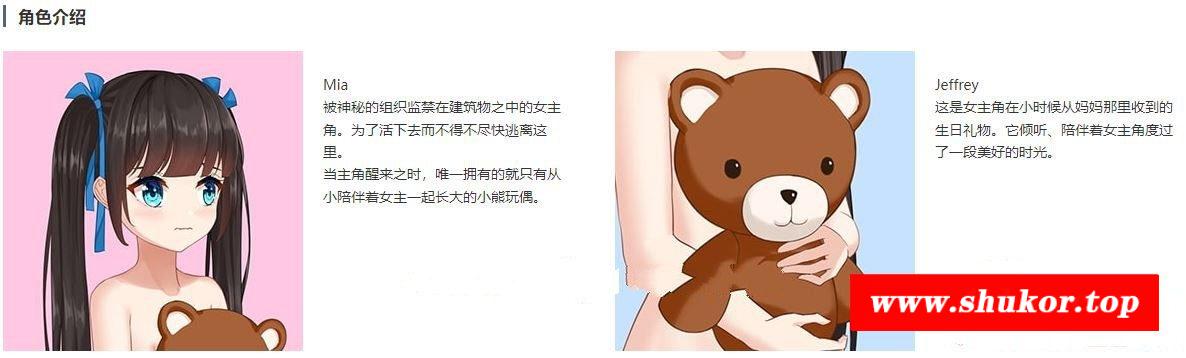 角色介绍
Mia
被神秘的组织监禁在建筑物之中的女主
角。为了活下去而不得不尽快逃离这
里。
当主角醒来之时，唯一拥有的就只有从
小陪伴着女主一起长大的小熊玩偶。
Jeffrey
这是女主角在小时候从妈妈那里收到的
生日礼物。它倾听、陪伴着女主角度过
了一段美好的时光。
www.shukor.top